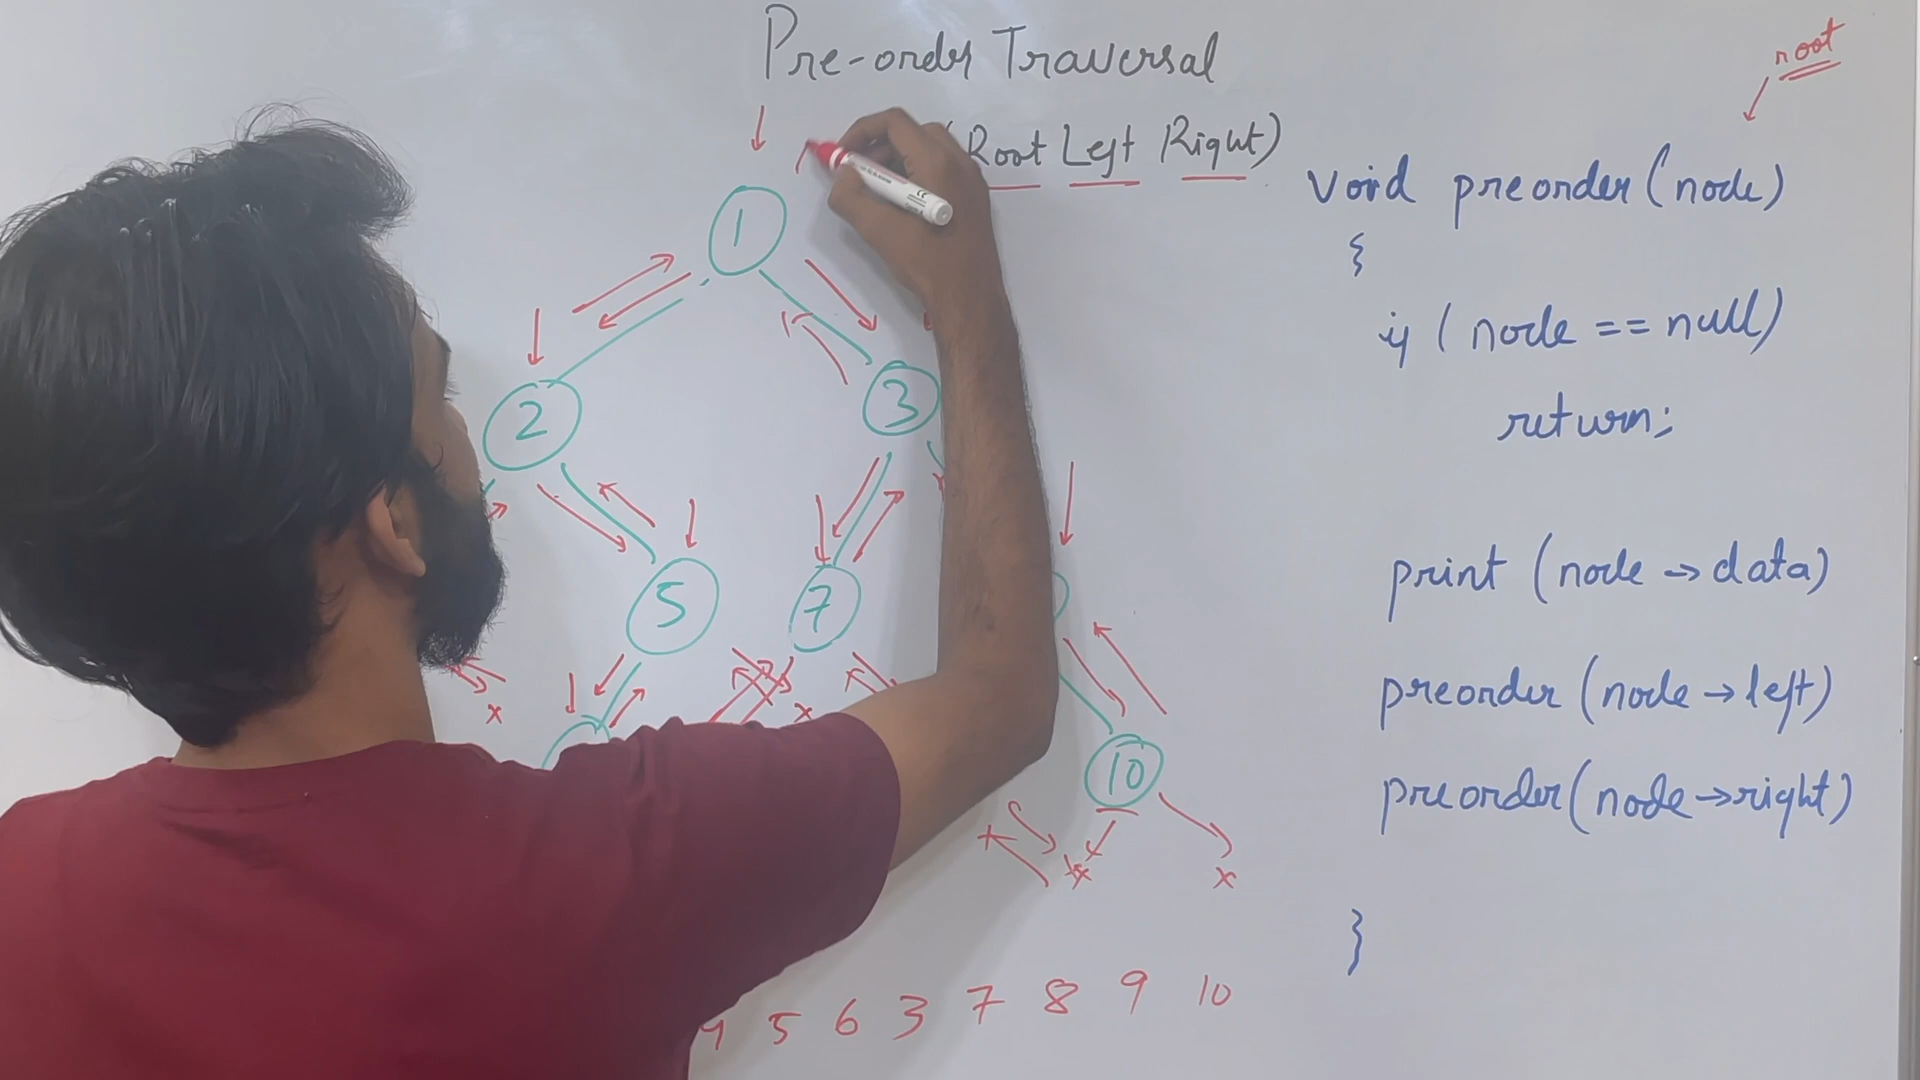 Pre-order Traversal
root
(Root Left Right)
void preorder(node)
{
if (node == null)
return;
print (node → data)
preorder (node → left)
preorder (node → right)
}
1
2
3
5
7
10
x
x
x
x
4 5 6 3 7 8 9 10